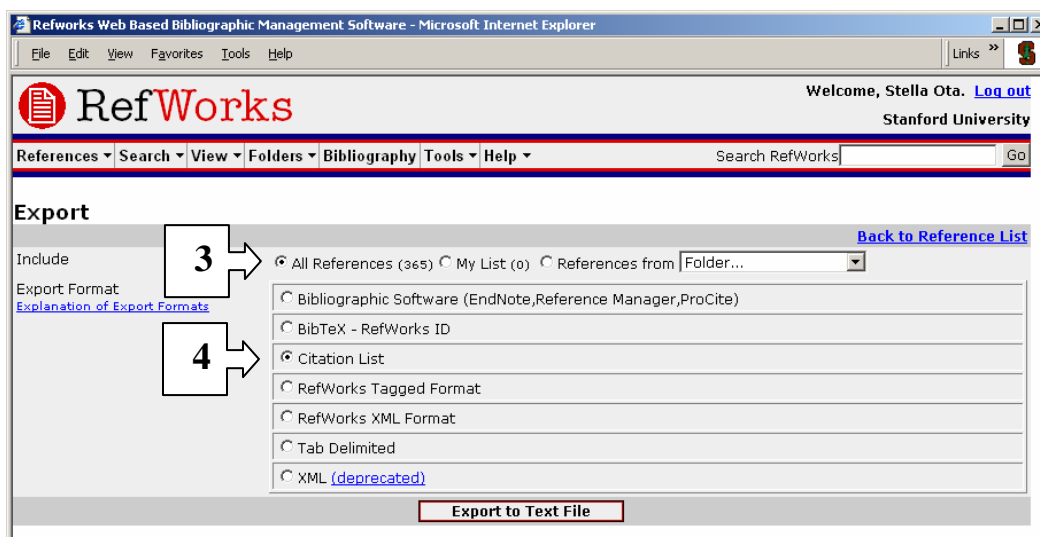 Refworks Web Based Bibliographic Management Software - Microsoft Internet Explorer
File Edit View Favorites Tools Help Links »
RefWorks
Welcome, Stella Ota. Log out
Stanford University
References Search View Folders Bibliography Tools Help Search RefWorks Go
Export
Back to Reference List
Include 3 All References (365) My List (0) References from Folder...
Export Format
Explanation of Export Formats
Bibliographic Software (EndNote,Reference Manager,ProCite)
BibTeX - RefWorks ID
4 Citation List
RefWorks Tagged Format
RefWorks XML Format
Tab Delimited
XML (deprecated)
Export to Text File